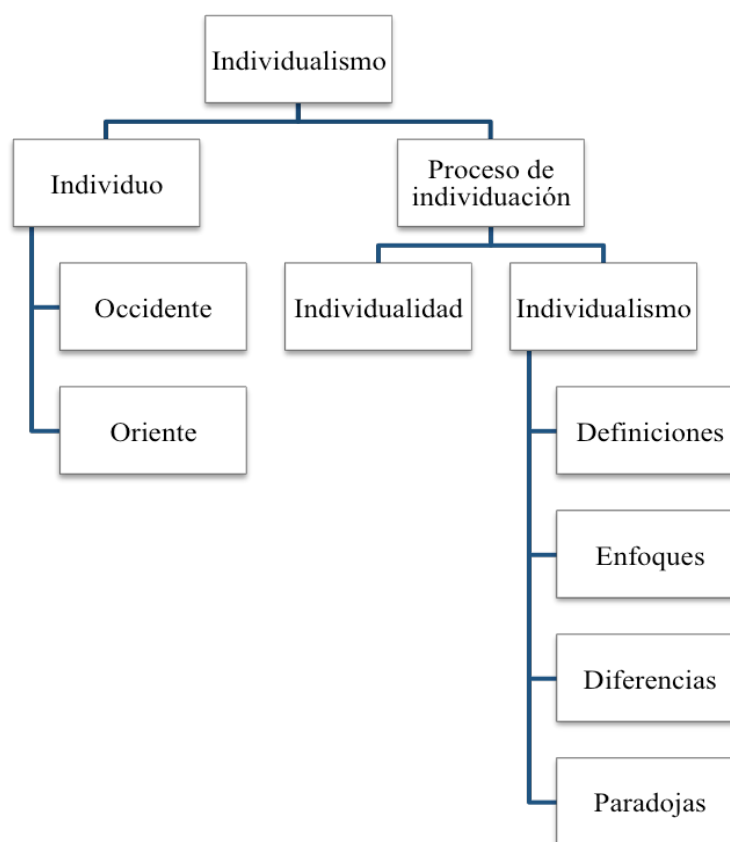 Individualismo
Individuo
Proceso de
individuación
Occidente
Oriente
Individualidad
Individualismo
Definiciones
Enfoques
Diferencias
Paradojas